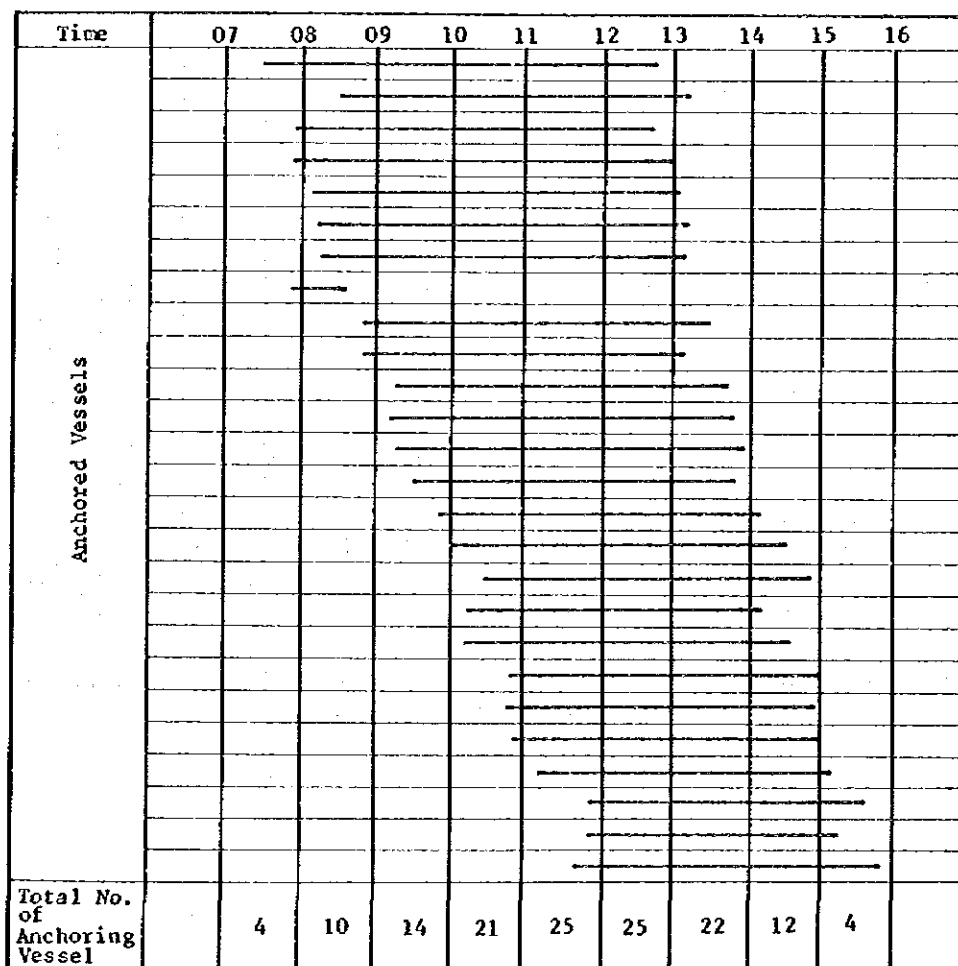 Time 07 08 09 10 11 12 13 14 15 16
Anchored Vessels
Total No.
of
Anchoring
Vessel
4 10 14 21 25 25 22 12 4